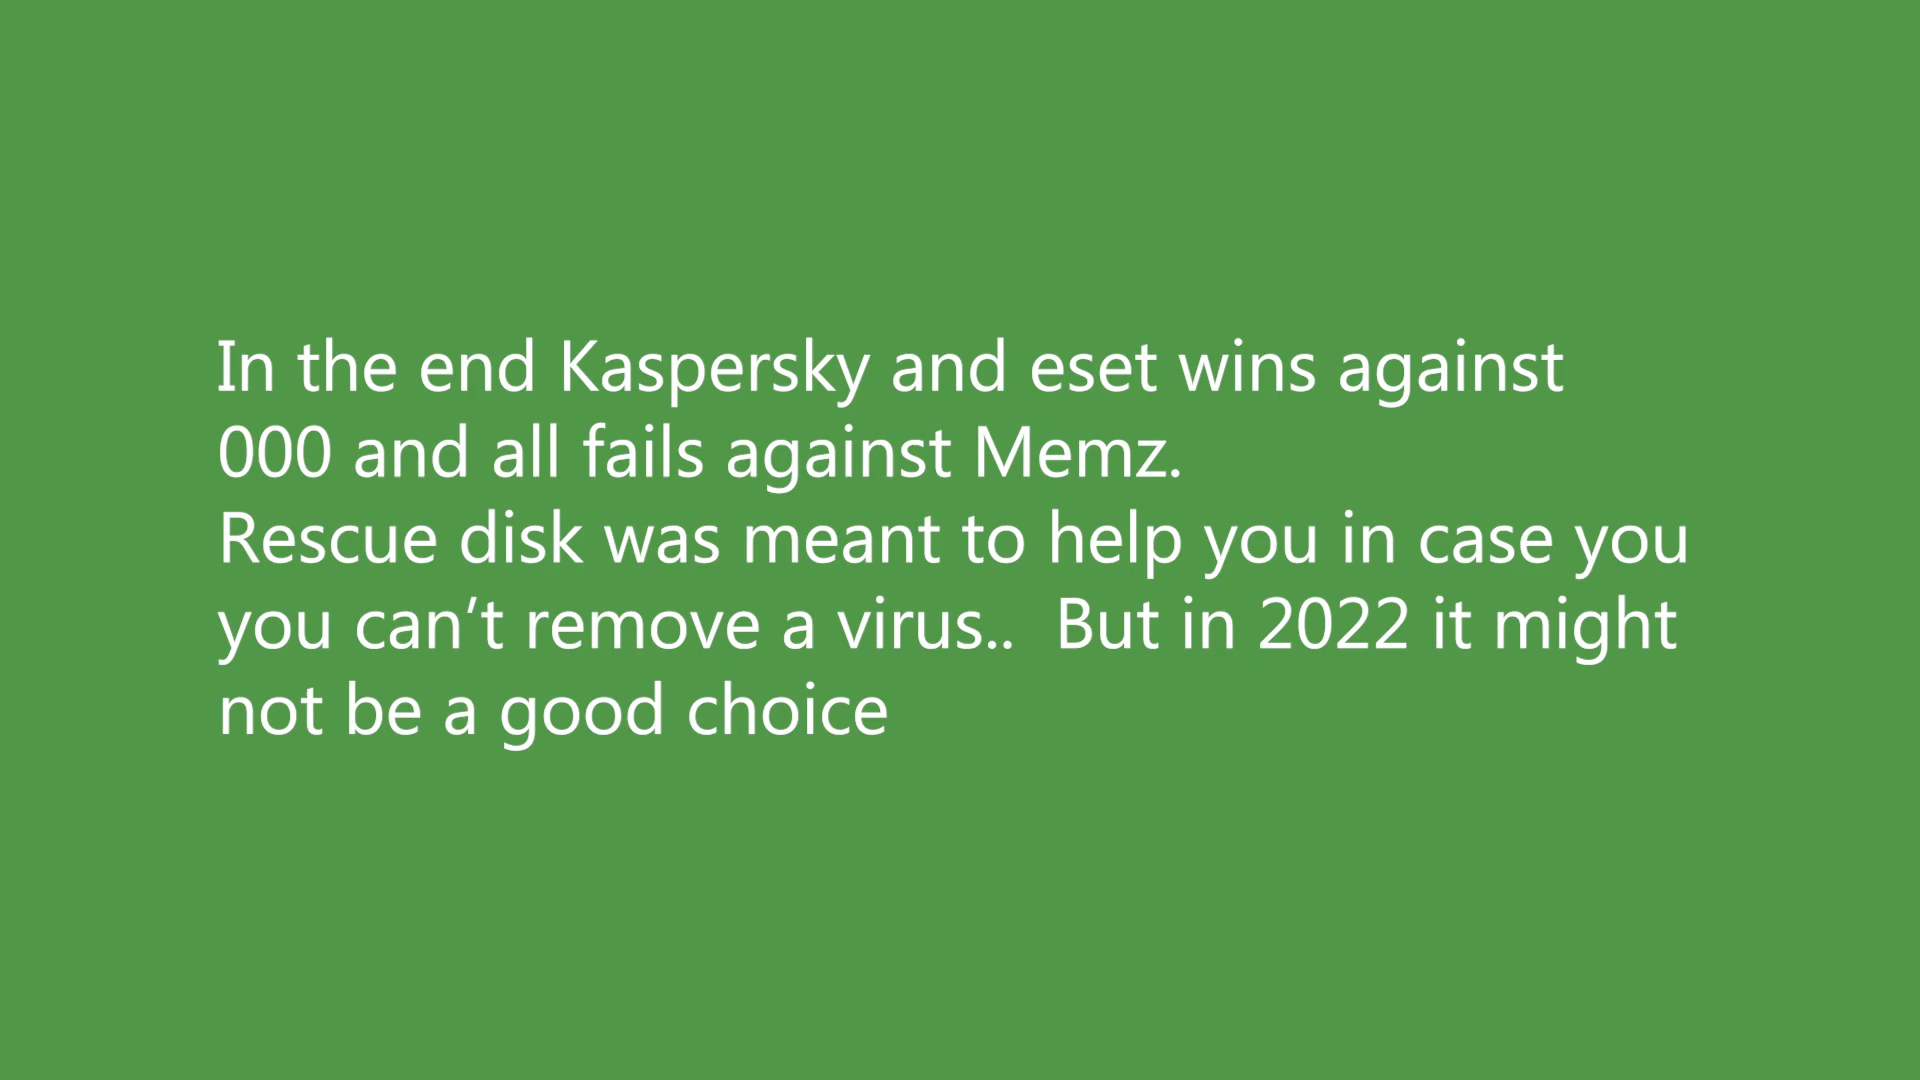 In the end Kaspersky and eset wins against
000 and all fails against Memz.
Rescue disk was meant to help you in case you
you can’t remove a virus..  But in 2022 it might
not be a good choice